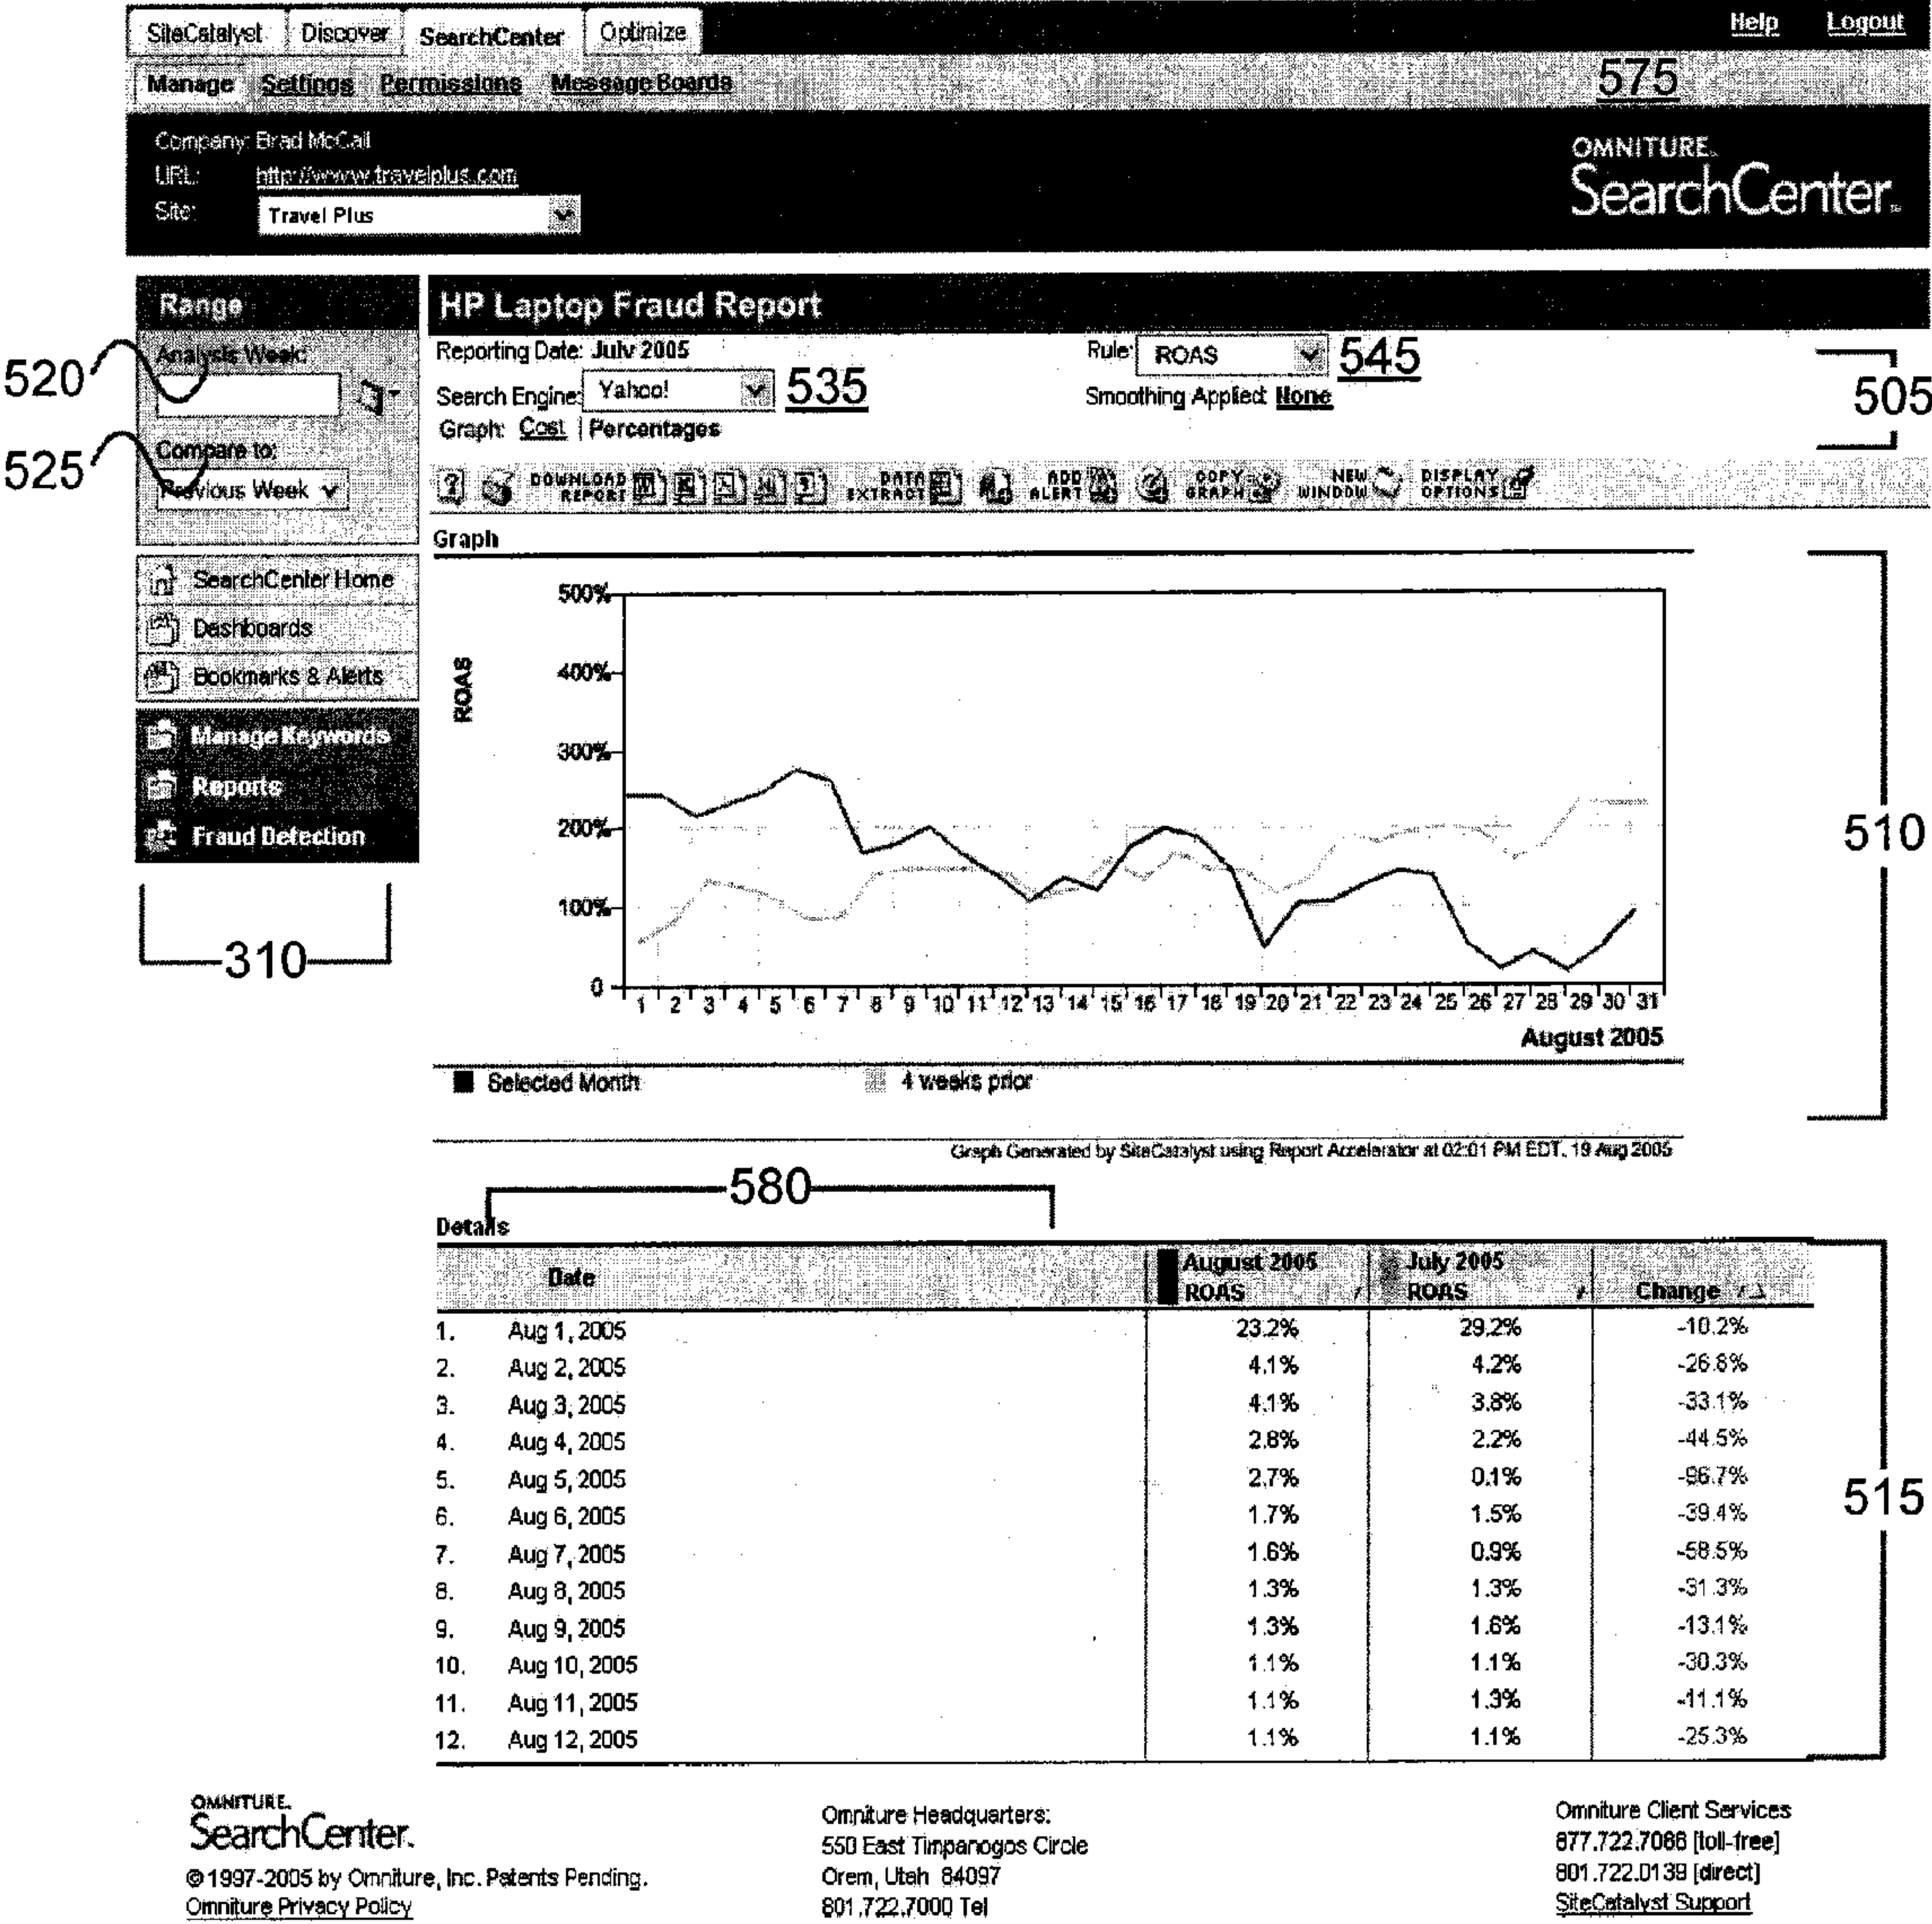 SiteCatalyst Discover SearchCenter Optimize Help Logout
Manage Settings Permissions Message Boards 575
Company: Brad McCall
URL: http://www.travelplus.com
Site: Travel Plus
OMNITURE
SearchCenter
Range
520 Analysis Week:
525 Compare to:
Previous Week
HP Laptop Fraud Report
Reporting Date: July 2005 Rule: ROAS 545
Search Engine: Yahoo! 535 Smoothing Applied: None
Graph: Cost | Percentages
505
DOWNLOAD REPORT DATA EXTRACT ADD ALERT COPY GRAPH NEW WINDOW DISPLAY OPTIONS
SearchCenter Home
Dashboards
Bookmarks & Alerts
Manage Keywords
Reports
Fraud Detection
310
Graph
ROAS
500%
400%
300%
200%
100%
0
1 2 3 4 5 6 7 8 9 10 11 12 13 14 15 16 17 18 19 20 21 22 23 24 25 26 27 28 29 30 31
August 2005
510
Selected Month 4 weeks prior
Graph Generated by SiteCatalyst using Report Accelerator at 02:01 PM EDT, 19 Aug 2005
580
Details
Date August 2005 ROAS July 2005 ROAS Change
1. Aug 1, 2005 23.2% 29.2% -10.2%
2. Aug 2, 2005 4.1% 4.2% -26.8%
3. Aug 3, 2005 4.1% 3.8% -33.1%
4. Aug 4, 2005 2.8% 2.2% -44.5%
5. Aug 5, 2005 2.7% 0.1% -96.7%
6. Aug 6, 2005 1.7% 1.5% -39.4%
7. Aug 7, 2005 1.6% 0.9% -58.5%
8. Aug 8, 2005 1.3% 1.3% -31.3%
9. Aug 9, 2005 1.3% 1.6% -13.1%
10. Aug 10, 2005 1.1% 1.1% -30.3%
11. Aug 11, 2005 1.1% 1.3% -11.1%
12. Aug 12, 2005 1.1% 1.1% -25.3%
515
OMNITURE
SearchCenter.
© 1997-2005 by Omniture, Inc. Patents Pending.
Omniture Privacy Policy
Omniture Headquarters:
550 East Timpanogos Circle
Orem, Utah 84097
801.722.7000 Tel
Omniture Client Services
877.722.7088 [toll-free]
801.722.0139 [direct]
SiteCatalyst Support